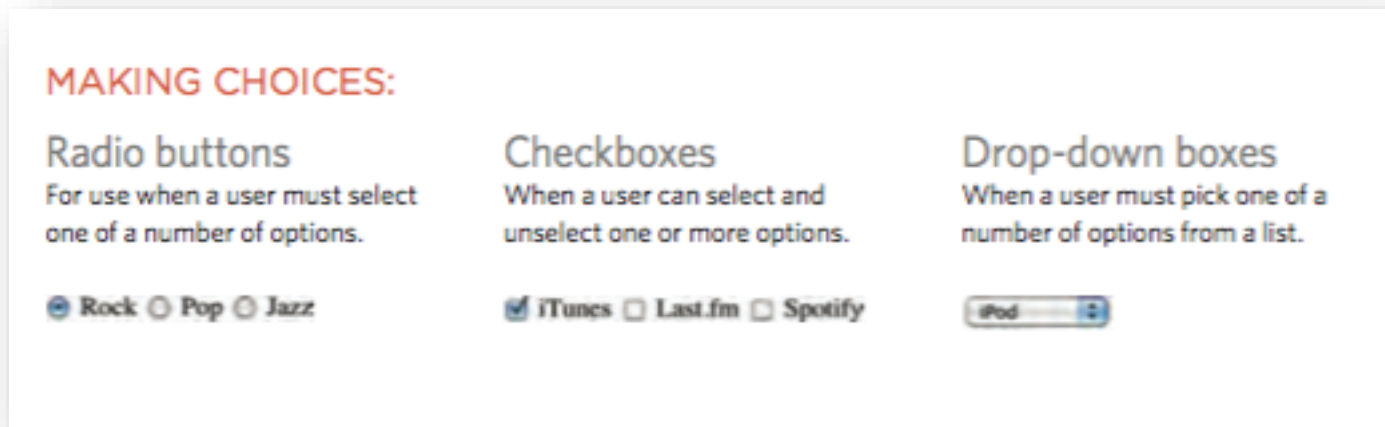 MAKING CHOICES:
Radio buttons
For use when a user must select
one of a number of options.
Rock Pop Jazz
Checkboxes
When a user can select and
unselect one or more options.
iTunes Last.fm Spotify
Drop-down boxes
When a user must pick one of a
number of options from a list.
iPod